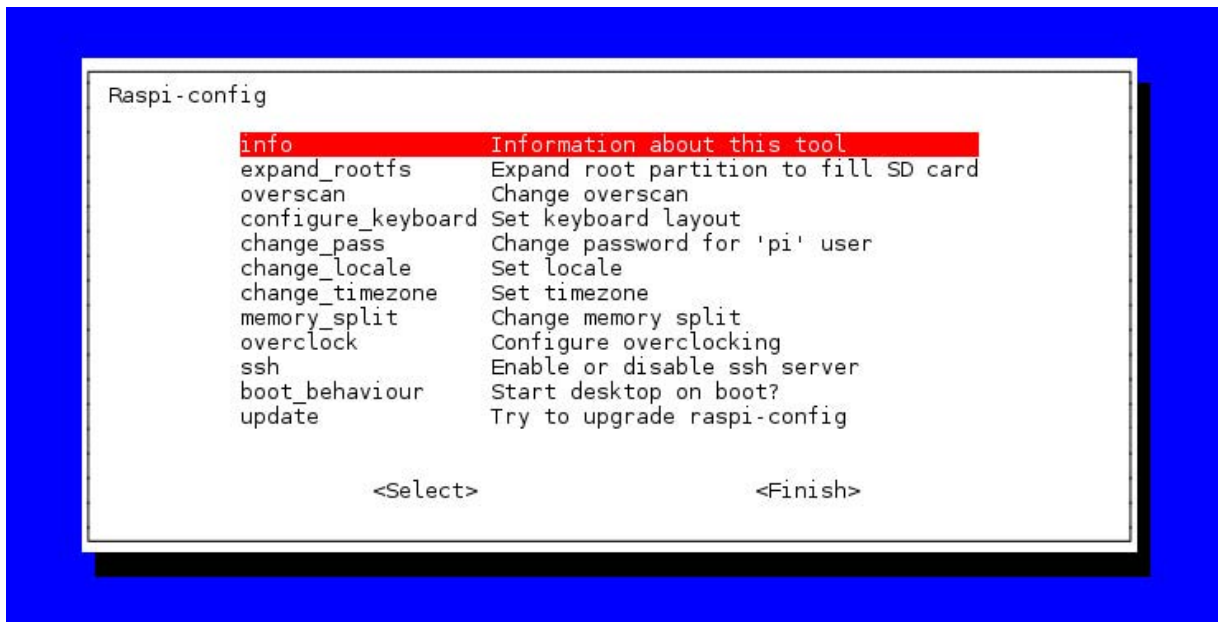 Raspi-config
info Information about this tool
expand_rootfs Expand root partition to fill SD card
overscan Change overscan
configure_keyboard Set keyboard layout
change_pass Change password for 'pi' user
change_locale Set locale
change_timezone Set timezone
memory_split Change memory split
overclock Configure overclocking
ssh Enable or disable ssh server
boot_behaviour Start desktop on boot?
update Try to upgrade raspi-config
<Select> <Finish>